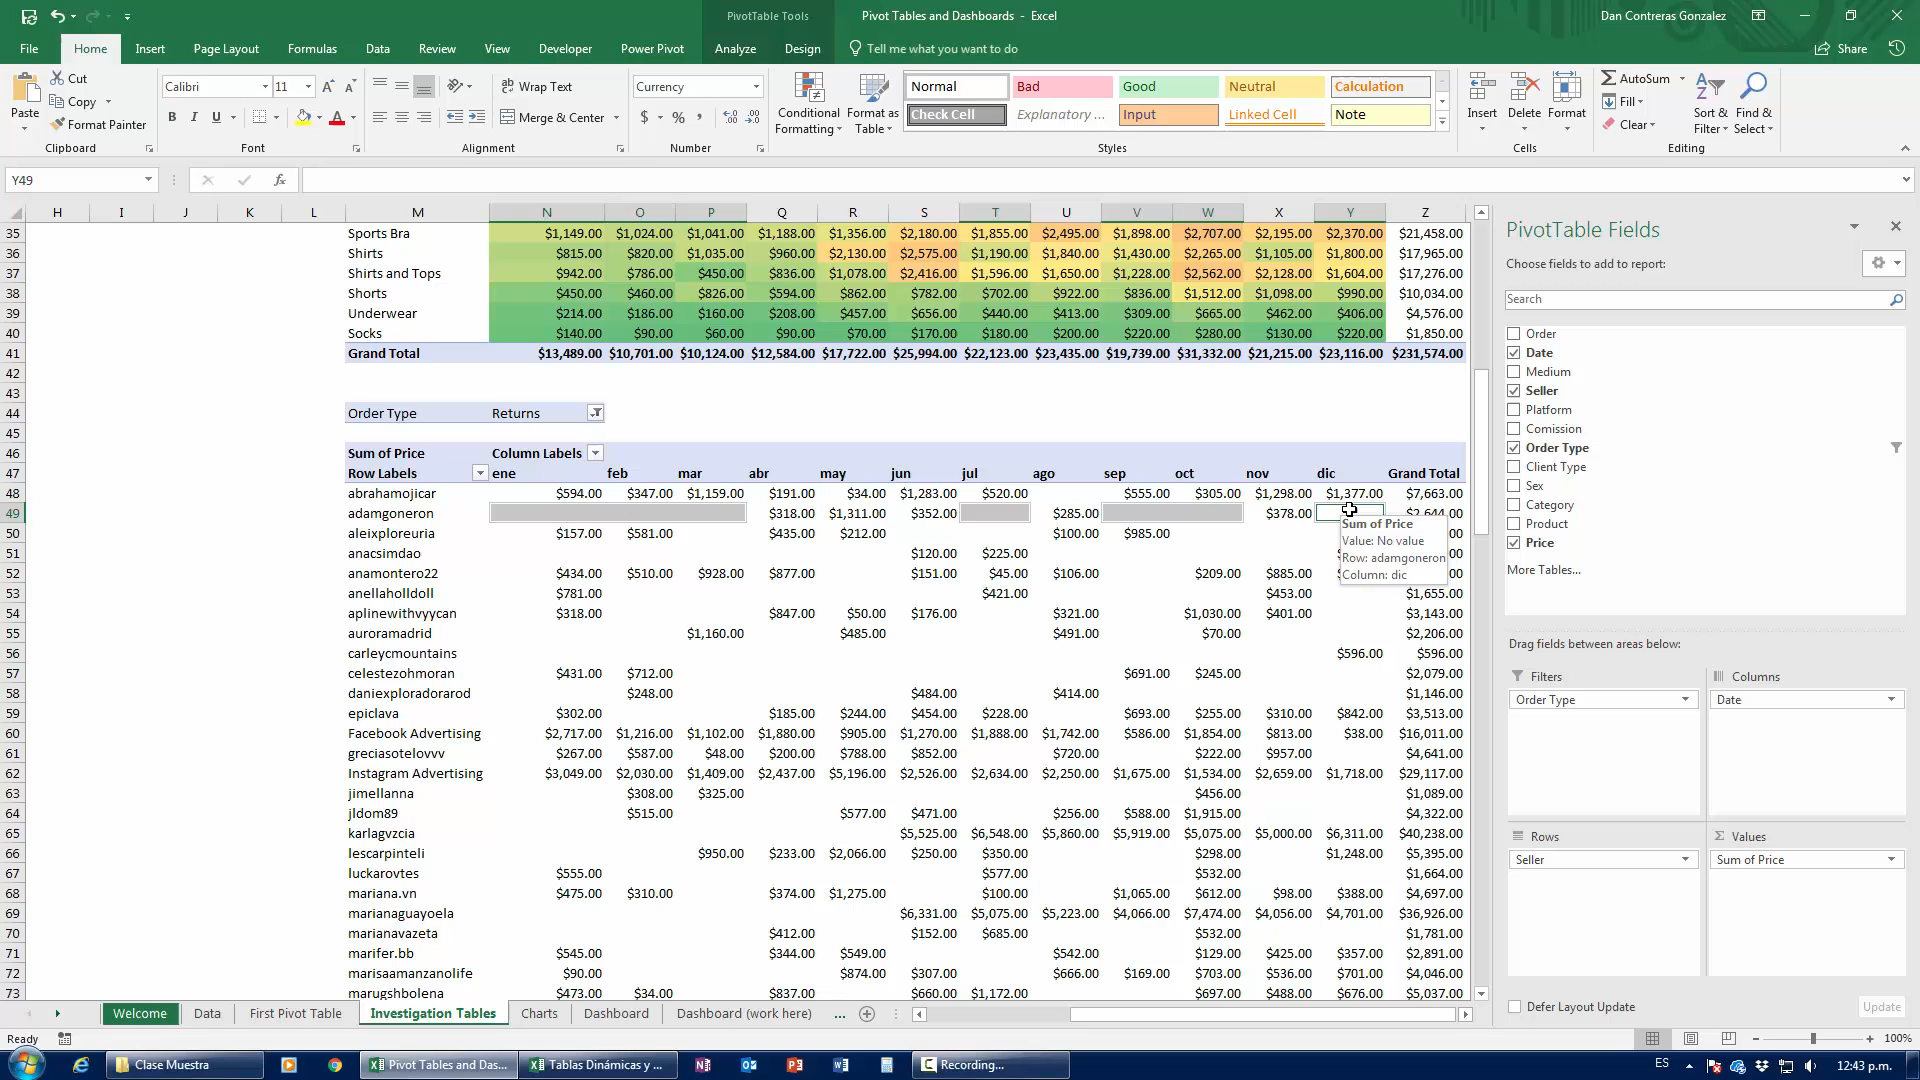 PivotTable Tools
Pivot Tables and Dashboards - Excel
Dan Contreras Gonzalez
File Home Insert Page Layout Formulas Data Review View Developer Power Pivot Analyze Design Tell me what you want to do Share
Cut
Copy
Format Painter
Paste
Clipboard
Calibri 11
B I U
Font
Wrap Text
Merge & Center
Alignment
Currency
$ % ,
Number
Conditional Formatting
Format as Table
Normal Bad Good Neutral Calculation
Check Cell Explanatory ... Input Linked Cell Note
Styles
Insert Delete Format
Cells
AutoSum
Fill
Clear
Sort & Filter
Find & Select
Editing
Y49
fx
H I J K L M N O P Q R S T U V W X Y Z
35 Sports Bra $1,149.00 $1,024.00 $1,041.00 $1,188.00 $1,356.00 $2,180.00 $1,855.00 $2,495.00 $1,898.00 $2,707.00 $2,195.00 $2,370.00 $21,458.00
36 Shirts $815.00 $820.00 $1,035.00 $960.00 $2,130.00 $2,575.00 $1,190.00 $1,840.00 $1,430.00 $2,265.00 $1,105.00 $1,800.00 $17,965.00
37 Shirts and Tops $942.00 $786.00 $450.00 $836.00 $1,078.00 $2,416.00 $1,596.00 $1,650.00 $1,228.00 $2,562.00 $2,128.00 $1,604.00 $17,276.00
38 Shorts $450.00 $460.00 $826.00 $594.00 $862.00 $782.00 $702.00 $922.00 $836.00 $1,512.00 $1,098.00 $990.00 $10,034.00
39 Underwear $214.00 $186.00 $160.00 $208.00 $457.00 $656.00 $440.00 $413.00 $309.00 $665.00 $462.00 $406.00 $4,576.00
40 Socks $140.00 $90.00 $60.00 $90.00 $70.00 $170.00 $180.00 $200.00 $220.00 $280.00 $130.00 $220.00 $1,850.00
41 Grand Total $13,489.00 $10,701.00 $10,124.00 $12,584.00 $17,722.00 $25,994.00 $22,123.00 $23,435.00 $19,739.00 $31,332.00 $21,215.00 $23,116.00 $231,574.00
42
43
44 Order Type Returns
45
46 Sum of Price Column Labels
47 Row Labels ene feb mar abr may jun jul ago sep oct nov dic Grand Total
48 abrahamojicar $594.00 $347.00 $1,159.00 $191.00 $34.00 $1,283.00 $520.00 $555.00 $305.00 $1,298.00 $1,377.00 $7,663.00
49 adamgoneron $318.00 $1,311.00 $352.00 $285.00 $378.00 $2,644.00
50 aleixploreuria $157.00 $581.00 $435.00 $212.00 $100.00 $985.00
51 anacsimdao $120.00 $225.00
52 anamontero22 $434.00 $510.00 $928.00 $877.00 $151.00 $45.00 $106.00 $209.00 $885.00
53 anellaholldoll $781.00 $421.00 $453.00 $1,655.00
54 aplinewithvyycan $318.00 $847.00 $50.00 $176.00 $321.00 $1,030.00 $401.00 $3,143.00
55 auroramadrid $1,160.00 $485.00 $491.00 $70.00 $2,206.00
56 carleycmountains $596.00 $596.00
57 celestezohmoran $431.00 $712.00 $691.00 $245.00 $2,079.00
58 daniexploradorarod $248.00 $484.00 $414.00 $1,146.00
59 epiclava $302.00 $185.00 $244.00 $454.00 $228.00 $693.00 $255.00 $310.00 $842.00 $3,513.00
60 Facebook Advertising $2,717.00 $1,216.00 $1,102.00 $1,880.00 $905.00 $1,270.00 $1,888.00 $1,742.00 $586.00 $1,854.00 $813.00 $38.00 $16,011.00
61 greciasotelovvv $267.00 $587.00 $48.00 $200.00 $788.00 $852.00 $720.00 $222.00 $957.00 $4,641.00
62 Instagram Advertising $3,049.00 $2,030.00 $1,409.00 $2,437.00 $5,196.00 $2,526.00 $2,634.00 $2,250.00 $1,675.00 $1,534.00 $2,659.00 $1,718.00 $29,117.00
63 jimellanna $308.00 $325.00 $456.00 $1,089.00
64 jldom89 $515.00 $577.00 $471.00 $256.00 $588.00 $1,915.00 $4,322.00
65 karlagvzcia $5,525.00 $6,548.00 $5,860.00 $5,919.00 $5,075.00 $5,000.00 $6,311.00 $40,238.00
66 lescarpinteli $950.00 $233.00 $2,066.00 $250.00 $350.00 $298.00 $1,248.00 $5,395.00
67 luckarovtes $555.00 $577.00 $532.00 $1,664.00
68 mariana.vn $475.00 $310.00 $374.00 $1,275.00 $100.00 $1,065.00 $612.00 $98.00 $388.00 $4,697.00
69 marianaguayoela $6,331.00 $5,075.00 $5,223.00 $4,066.00 $7,474.00 $4,056.00 $4,701.00 $36,926.00
70 marianavazeta $412.00 $152.00 $685.00 $532.00 $1,781.00
71 marifer.bb $545.00 $344.00 $549.00 $542.00 $129.00 $425.00 $357.00 $2,891.00
72 marisaamanzanolife $90.00 $874.00 $307.00 $666.00 $169.00 $703.00 $536.00 $701.00 $4,046.00
73 marugshbolena $473.00 $34.00 $837.00 $660.00 $1,172.00 $697.00 $488.00 $676.00 $5,037.00
Sum of Price
Value: No value
Row: adamgoneron
Column: dic
PivotTable Fields
Choose fields to add to report:
Search
Order
Date
Medium
Seller
Platform
Comission
Order Type
Client Type
Sex
Category
Product
Price
More Tables...
Drag fields between areas below:
Filters
Order Type
Columns
Date
Rows
Seller
Values
Sum of Price
Defer Layout Update
Update
Welcome Data First Pivot Table Investigation Tables Charts Dashboard Dashboard (work here) ...
Ready
100%
Clase Muestra
Pivot Tables and Das...
Tablas Dinámicas y ...
Recording...
ES
12:43 p.m.